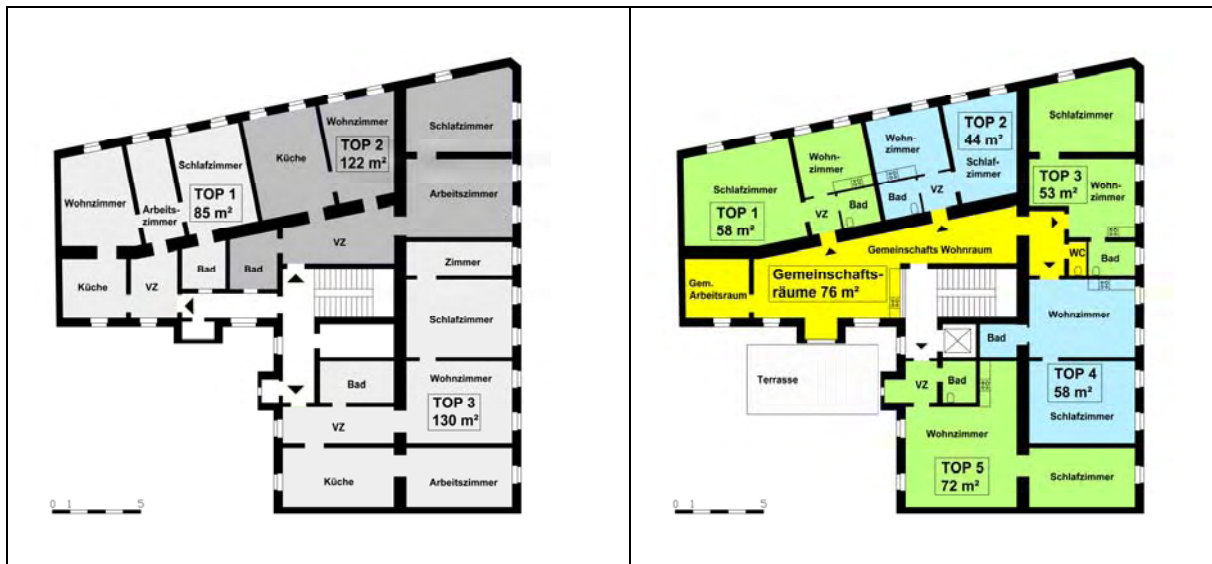 Wohnzimmer
Schlafzimmer
TOP 2
122 m²
Küche
Schlafzimmer
TOP 1
85 m²
Arbeitszimmer
Wohnzimmer
Arbeits-
zimmer
VZ
Bad
Bad
Zimmer
Küche
VZ
Schlafzimmer
Wohnzimmer
Bad
TOP 3
130 m²
VZ
Küche
Arbeitszimmer
0 1 5
TOP 2
44 m²
Schlafzimmer
Wohn-
zimmer
Wohn-
zimmer
Schlaf-
zimmer
TOP 3
53 m²
Schlafzimmer
Wohn-
zimmer
TOP 1
58 m²
VZ
Bad
Bad
VZ
Gemeinschafts Wohnraum
WC
Bad
Gem.
Arbeitsraum
Gemeinschafts-
räume 76 m²
Wohnzimmer
Bad
Terrasse
VZ
Bad
TOP 4
58 m²
Schlafzimmer
Wohnzimmer
TOP 5
72 m²
Schlafzimmer
0 1 5